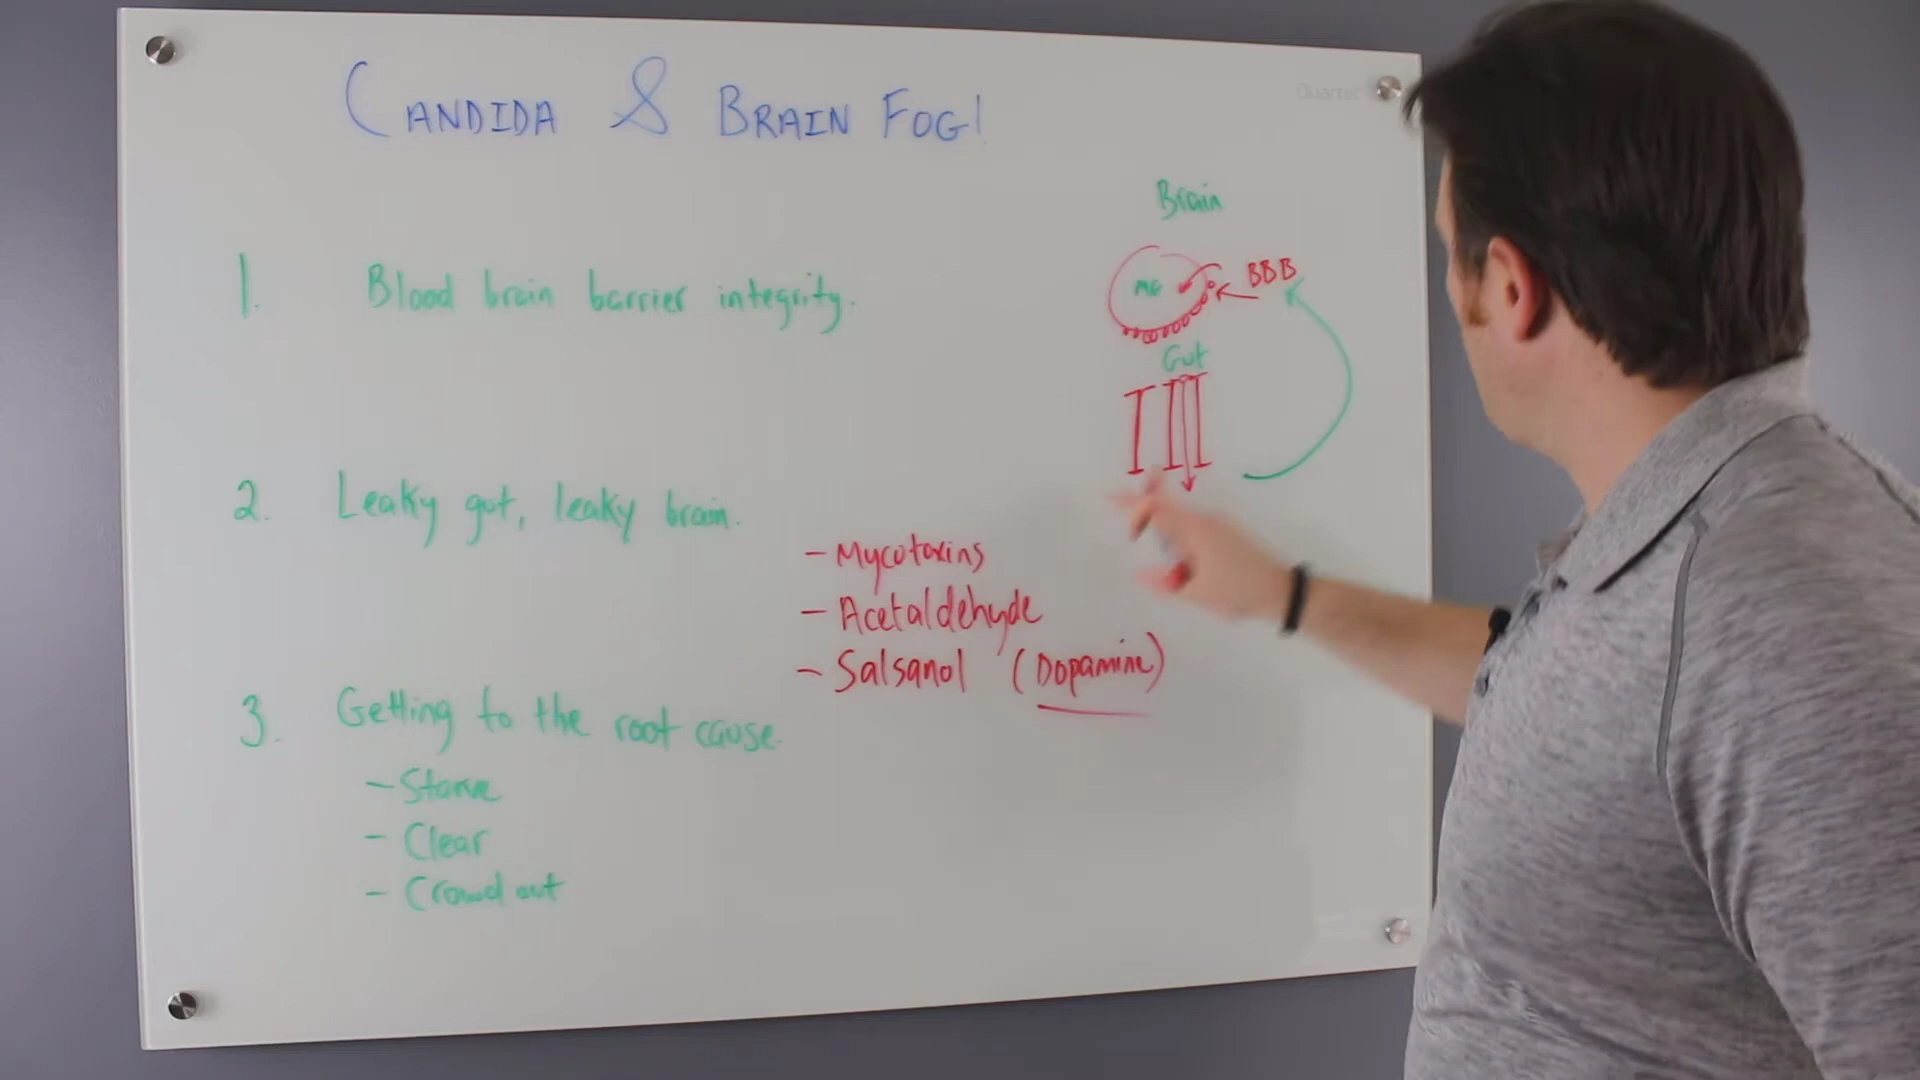 CANDIDA & BRAIN FOG!
Quartet
Brain
1. Blood brain barrier integrity.
MG
BBB
Gut
2. Leaky gut, leaky brain.
- Mycotoxins
- Acetaldehyde
- Salsanol (Dopamine)
3. Getting to the root cause.
- Starve
- Clear
- Crowd out